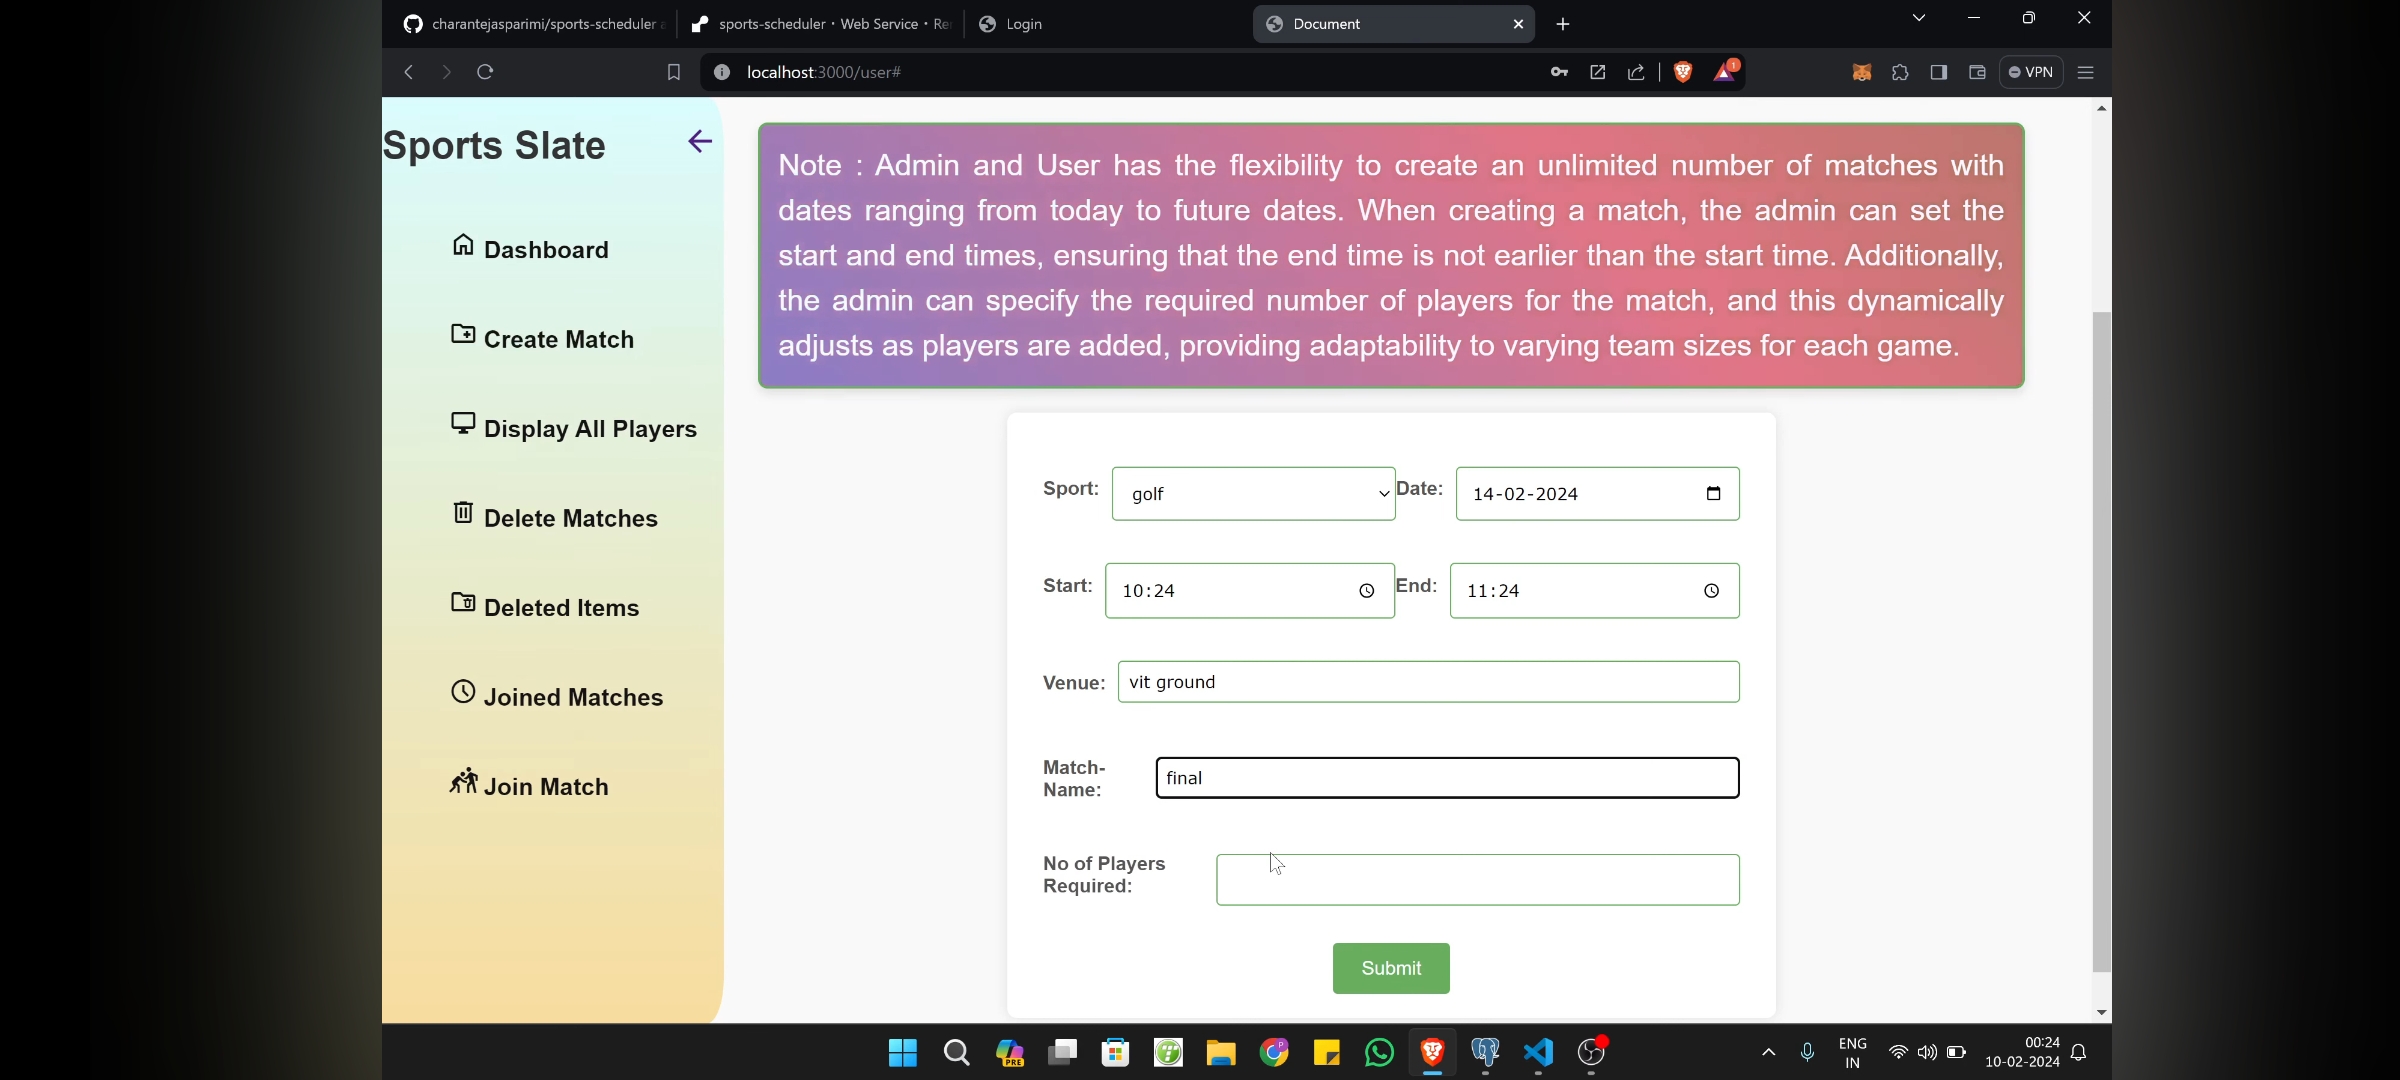 charantejasparimi/sports-scheduler a
sports-scheduler · Web Service · Re
Login
Document
localhost:3000/user#
1
VPN
Sports Slate
Dashboard
Create Match
Display All Players
Delete Matches
Deleted Items
Joined Matches
Join Match
Note : Admin and User has the flexibility to create an unlimited number of matches with
dates ranging from today to future dates. When creating a match, the admin can set the
start and end times, ensuring that the end time is not earlier than the start time. Additionally,
the admin can specify the required number of players for the match, and this dynamically
adjusts as players are added, providing adaptability to varying team sizes for each game.
Sport: golf Date: 14-02-2024
Start: 10:24 End: 11:24
Venue: vit ground
Match-
Name: final
No of Players
Required:
Submit
PRE
P
ENG
IN
00:24
10-02-2024